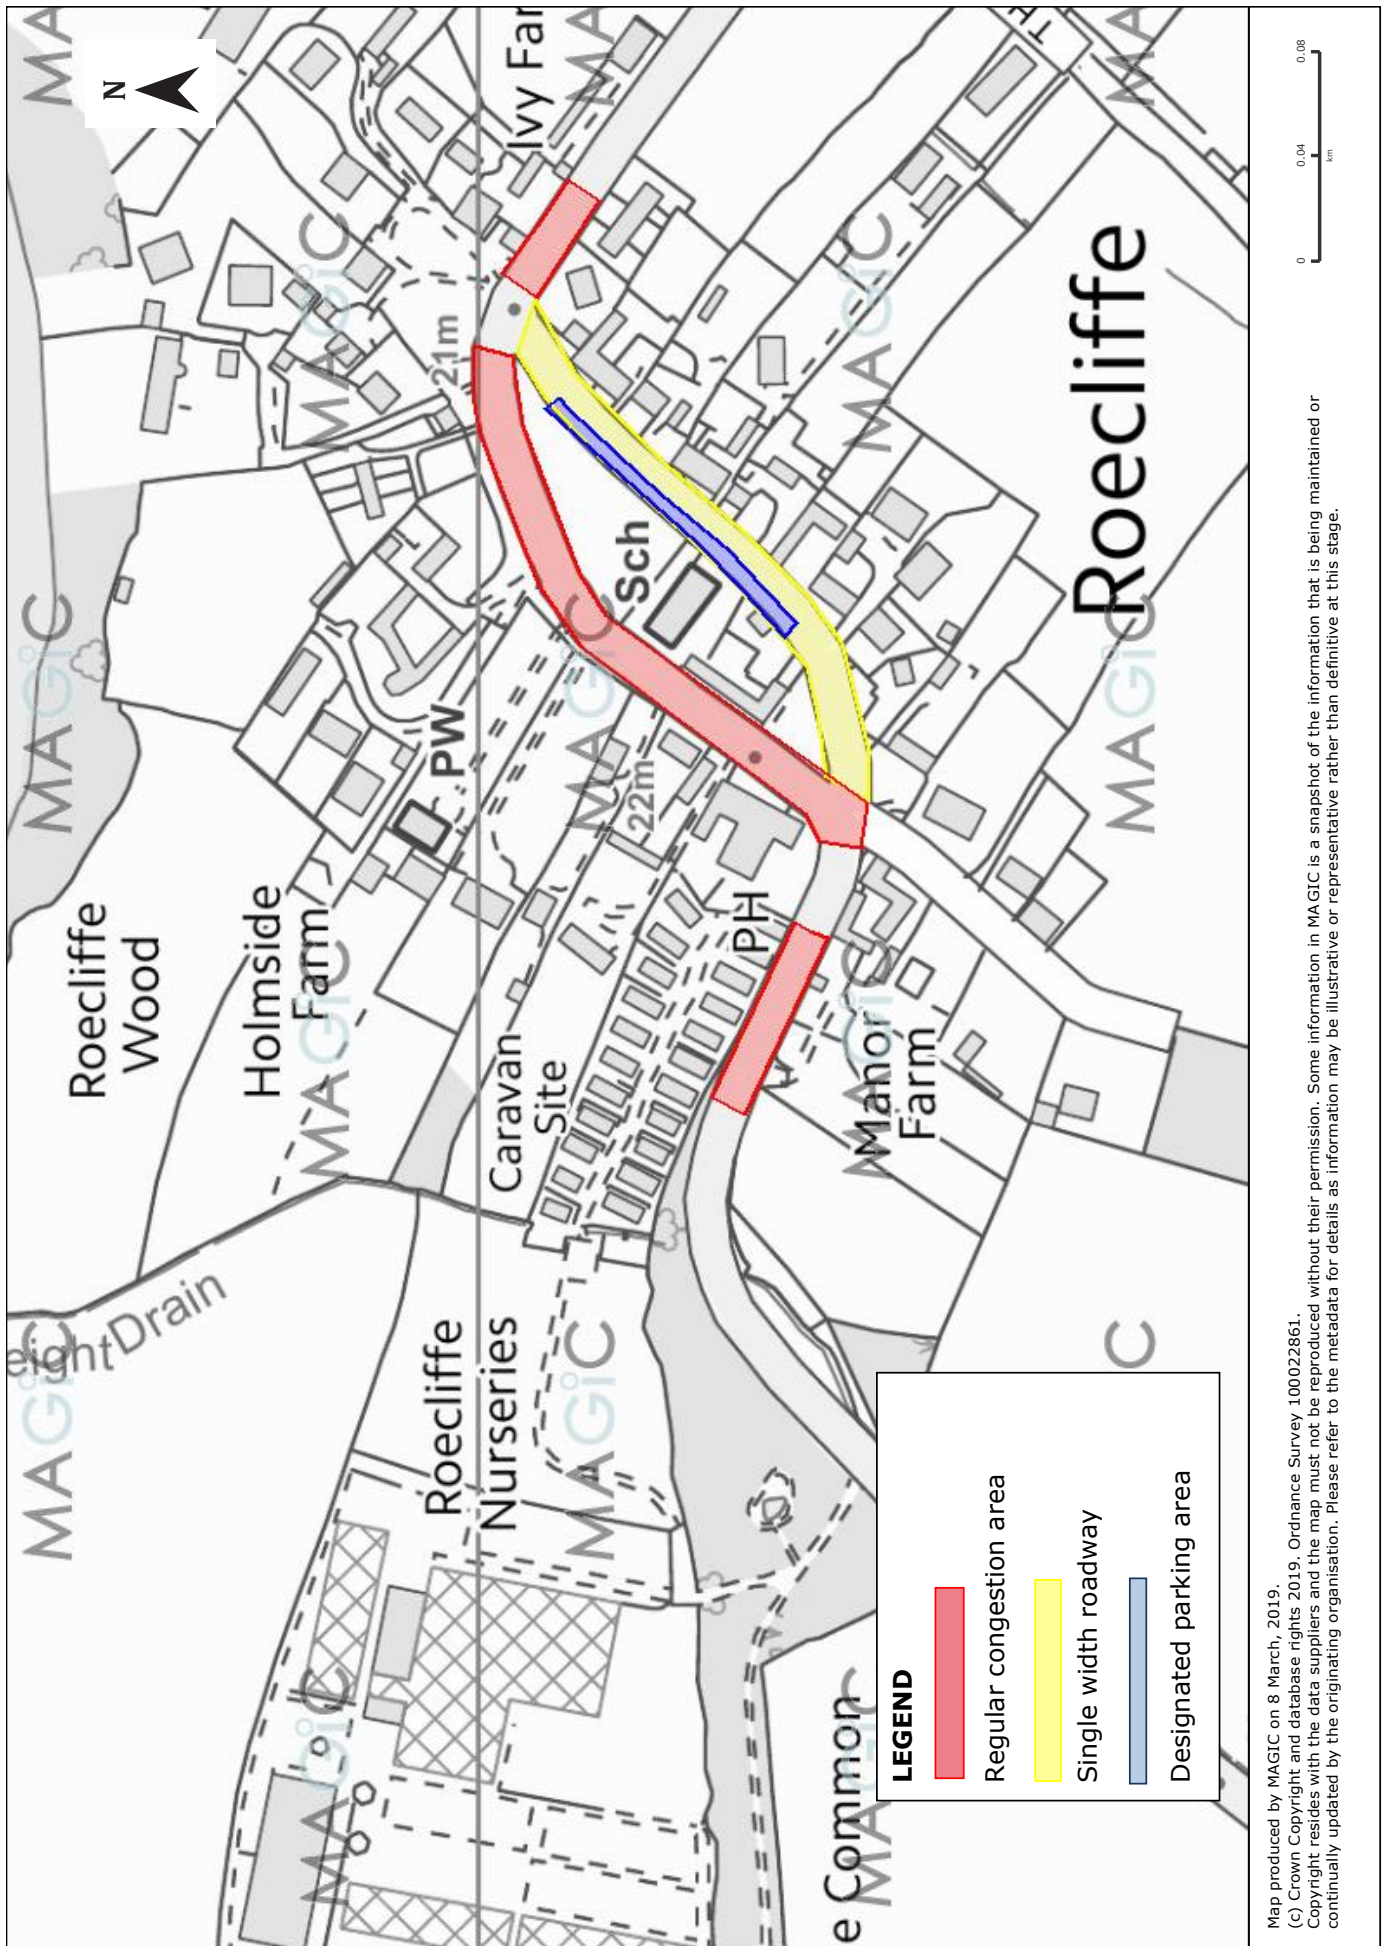 N
MAGiC
Roecliffe
Wood
Holmside
Farm
eight Drain
PW
21m
Ivy Far
Caravan
Site
Roecliffe
Nurseries
22m
Sch
PH
Manor
Farm
e Common
Roecliffe
LEGEND
Regular congestion area
Single width roadway
Designated parking area
Map produced by MAGIC on 8 March, 2019.
(c) Crown Copyright and database rights 2019. Ordnance Survey 100022861.
Copyright resides with the data suppliers and the map must not be reproduced without their permission. Some information in MAGIC is a snapshot of the information that is being maintained or
continually updated by the originating organisation. Please refer to the metadata for details as information may be illustrative or representative rather than definitive at this stage.
0 0.04 0.08
km